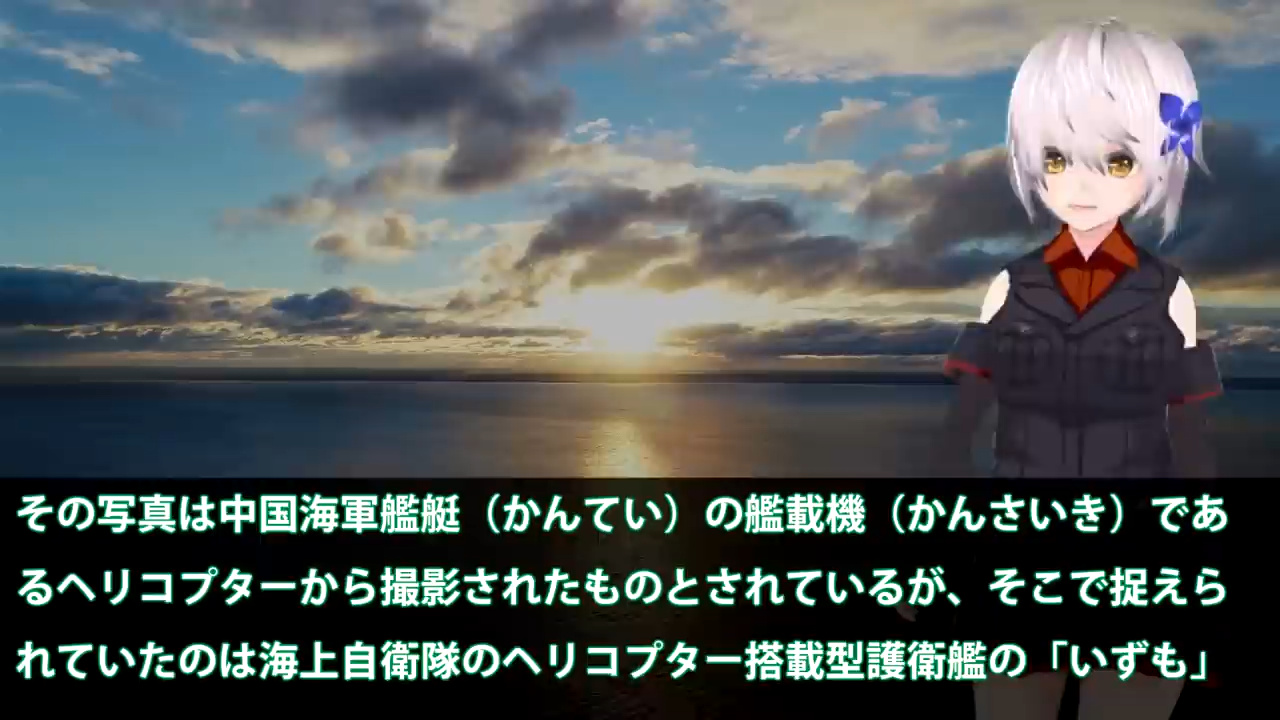 その写真は中国海軍艦艇（かんてい）の艦載機（かんさいき）であ
るヘリコプターから撮影されたものとされているが、そこで捉えら
れていたのは海上自衛隊のヘリコプター搭載型護衛艦の「いずも」